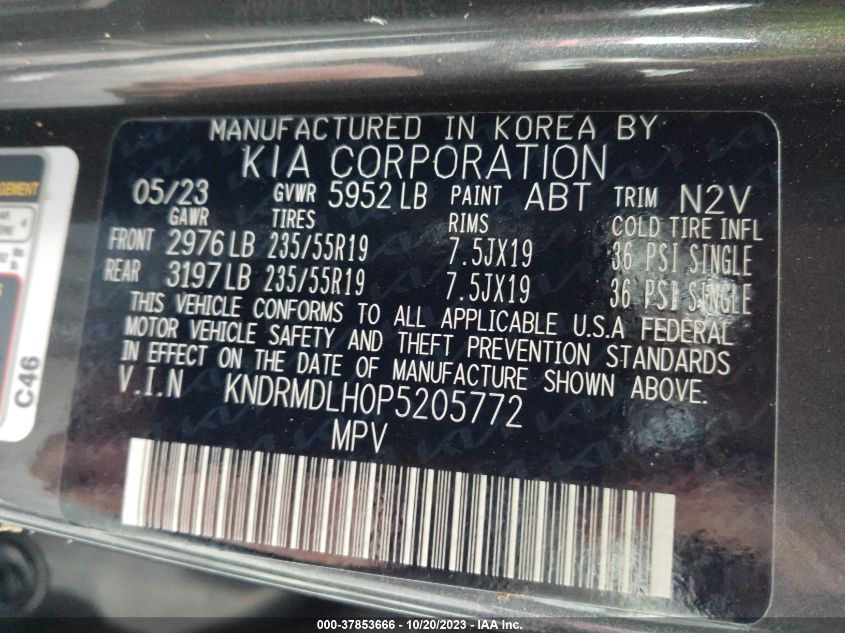 MANUFACTURED IN KOREA BY
KIA CORPORATION
05/23 GVWR 5952 LB PAINT ABT TRIM N2V
GAWR TIRES RIMS COLD TIRE INFL
FRONT 2976 LB 235/55R19 7.5JX19 36 PSI SINGLE
REAR 3197 LB 235/55R19 7.5JX19 36 PSI SINGLE
THIS VEHICLE CONFORMS TO ALL APPLICABLE U.S.A FEDERAL
MOTOR VEHICLE SAFETY AND THEFT PREVENTION STANDARDS
IN EFFECT ON THE DATE OF MANUFACTURE SHOWN ABOVE.
V.I.N KNDRMDLH0P5205772
MPV
C46
000-37853666 - 10/20/2023 - IAA Inc.